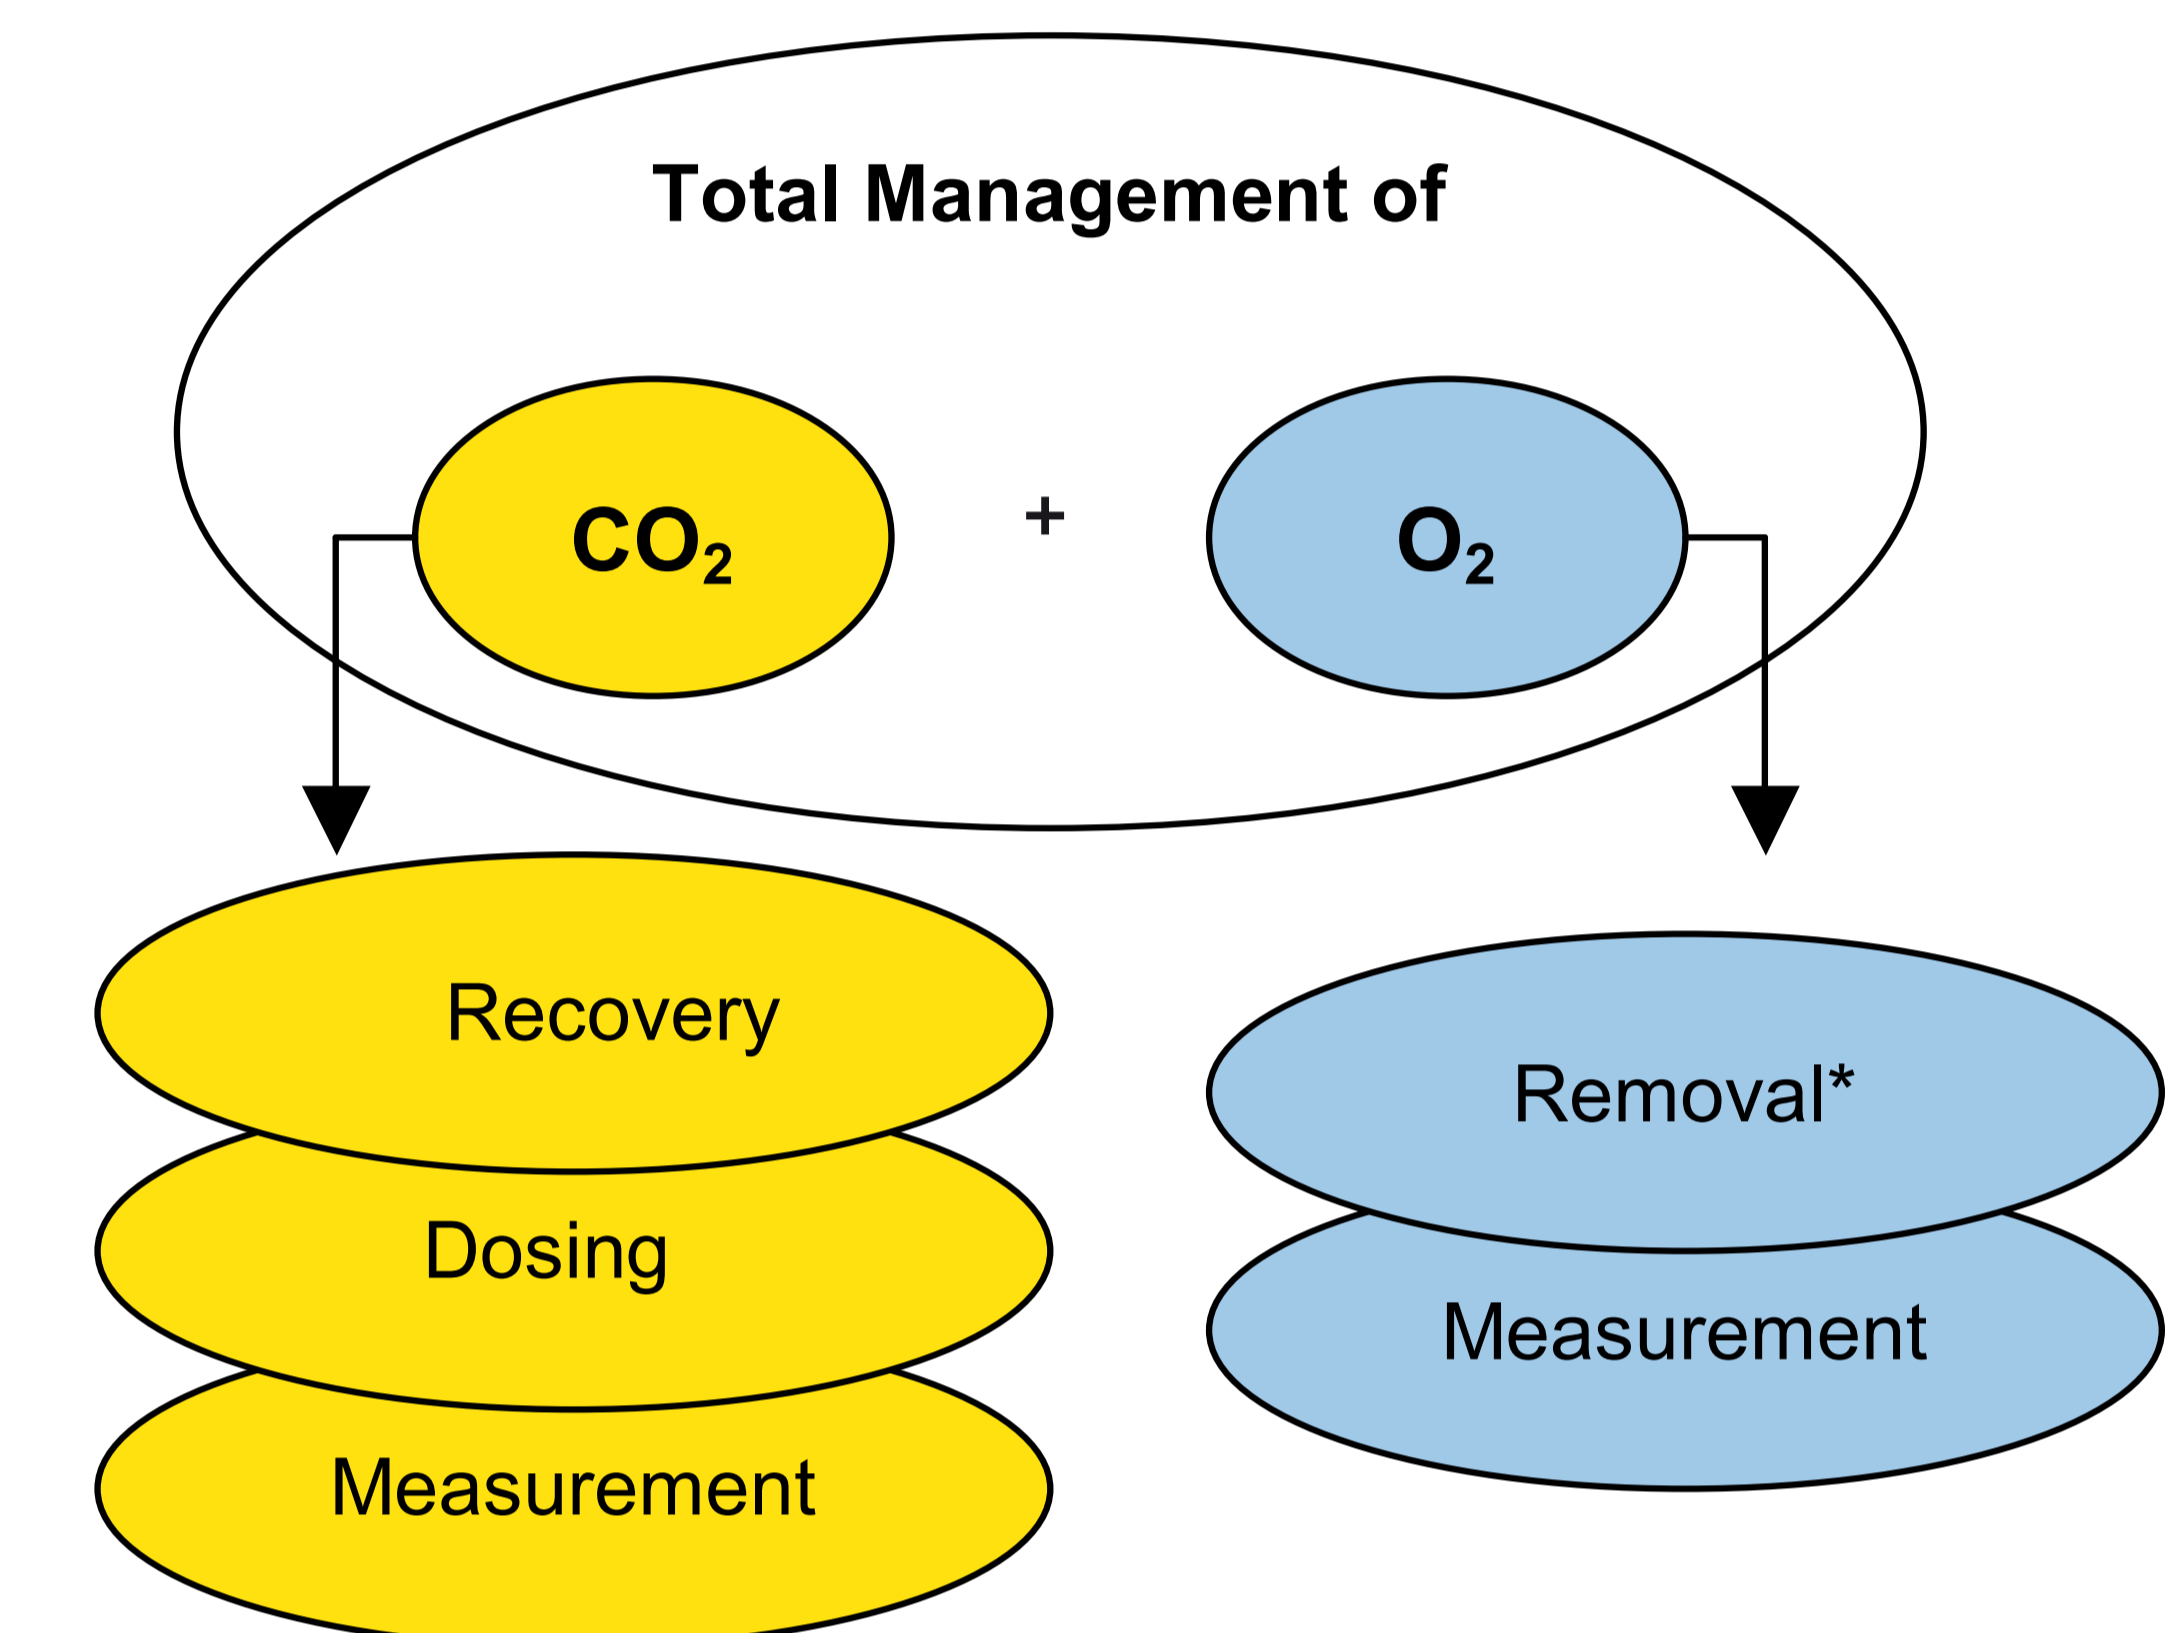 Total Management of
CO₂ + O₂
Recovery
Dosing
Measurement
Removal*
Measurement